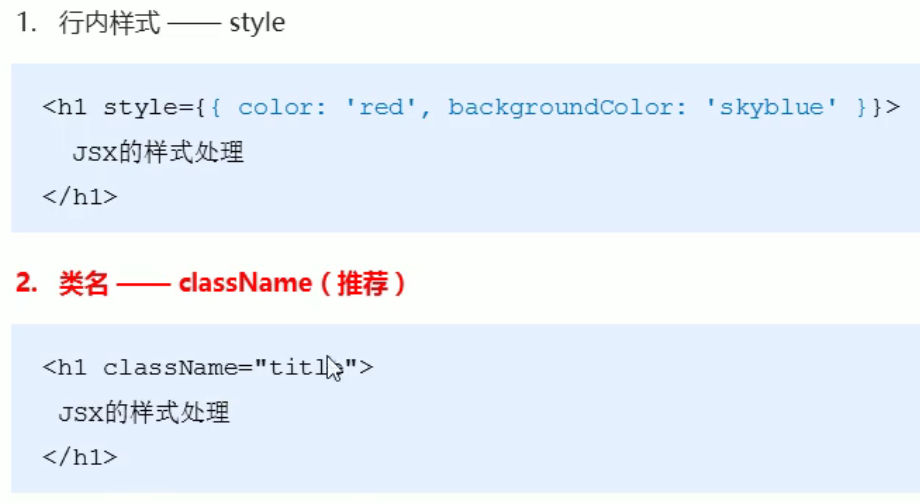 1. 行内样式 —— style
<h1 style={{ color: 'red', backgroundColor: 'skyblue' }}>
JSX的样式处理
</h1>
2. 类名 —— className（推荐）
<h1 className="title">
JSX的样式处理
</h1>